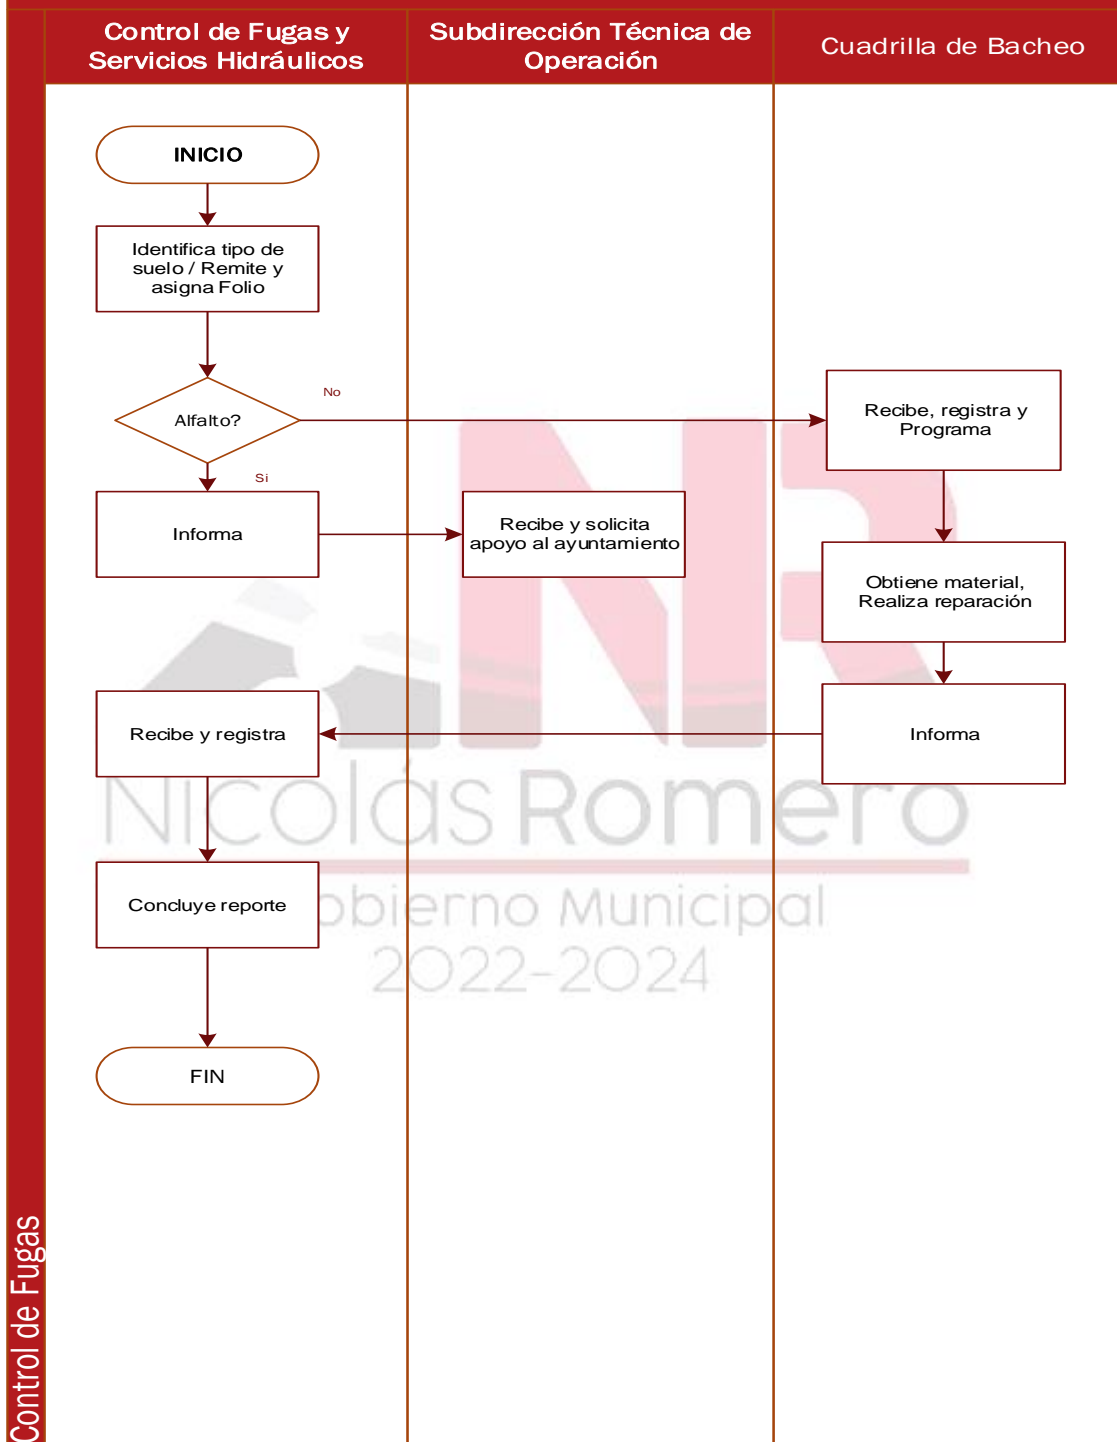 Control de Fugas y
Servicios Hidráulicos
Subdirección Técnica de
Operación
Cuadrilla de Bacheo
INICIO
Identifica tipo de
suelo / Remite y
asigna Folio
Alfalto?
No
Si
Recibe, registra y
Programa
Informa
Recibe y solicita
apoyo al ayuntamiento
Obtiene material,
Realiza reparación
Recibe y registra
Informa
Nicolás Romero
Concluye reporte
Gobierno Municipal
2022-2024
FIN
Control de Fugas